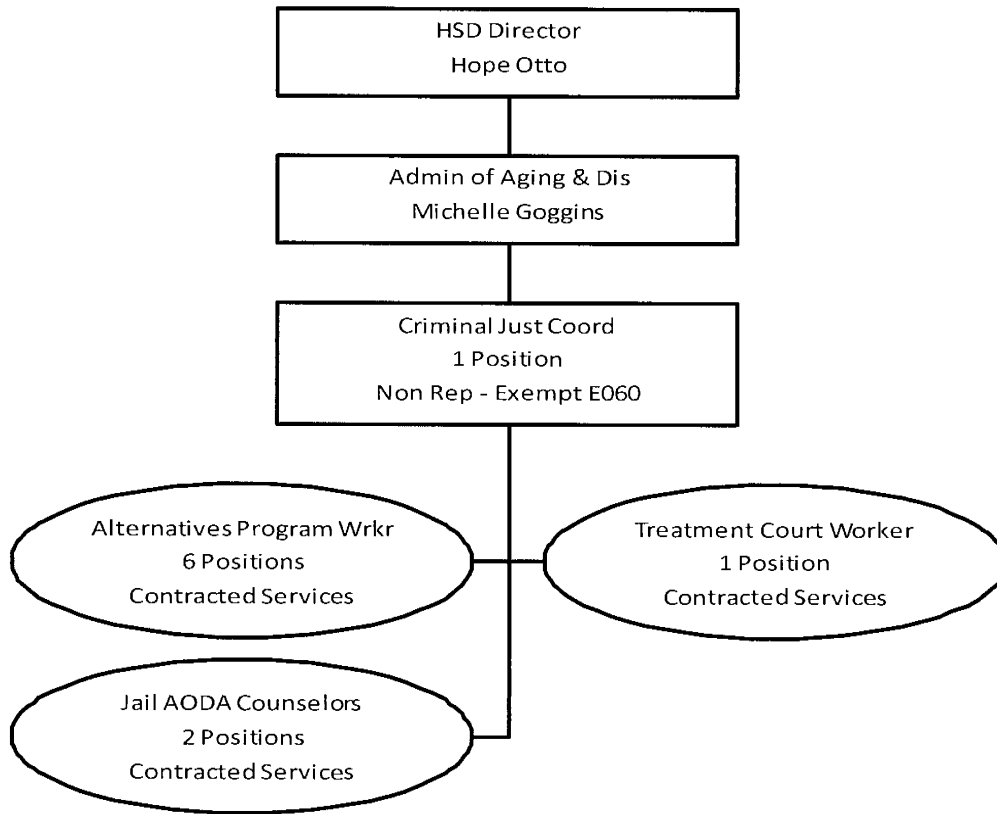 HSD Director
Hope Otto
Admin of Aging & Dis
Michelle Goggins
Criminal Just Coord
1 Position
Non Rep - Exempt E060
Alternatives Program Wrkr
6 Positions
Contracted Services
Treatment Court Worker
1 Position
Contracted Services
Jail AODA Counselors
2 Positions
Contracted Services